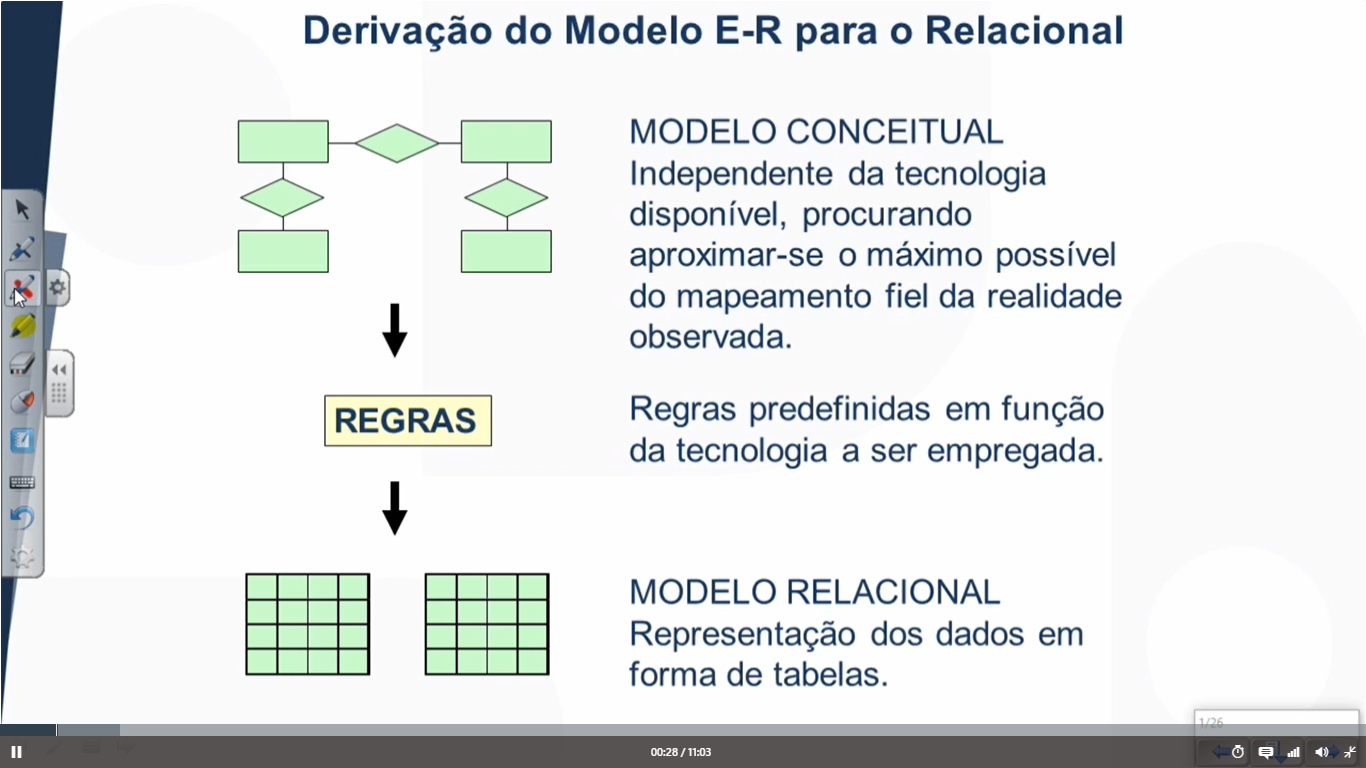 Derivação do Modelo E-R para o Relacional
MODELO CONCEITUAL
Independente da tecnologia
disponível, procurando
aproximar-se o máximo possível
do mapeamento fiel da realidade
observada.
REGRAS
Regras predefinidas em função
da tecnologia a ser empregada.
MODELO RELACIONAL
Representação dos dados em
forma de tabelas.
1/26
00:28 / 11:03